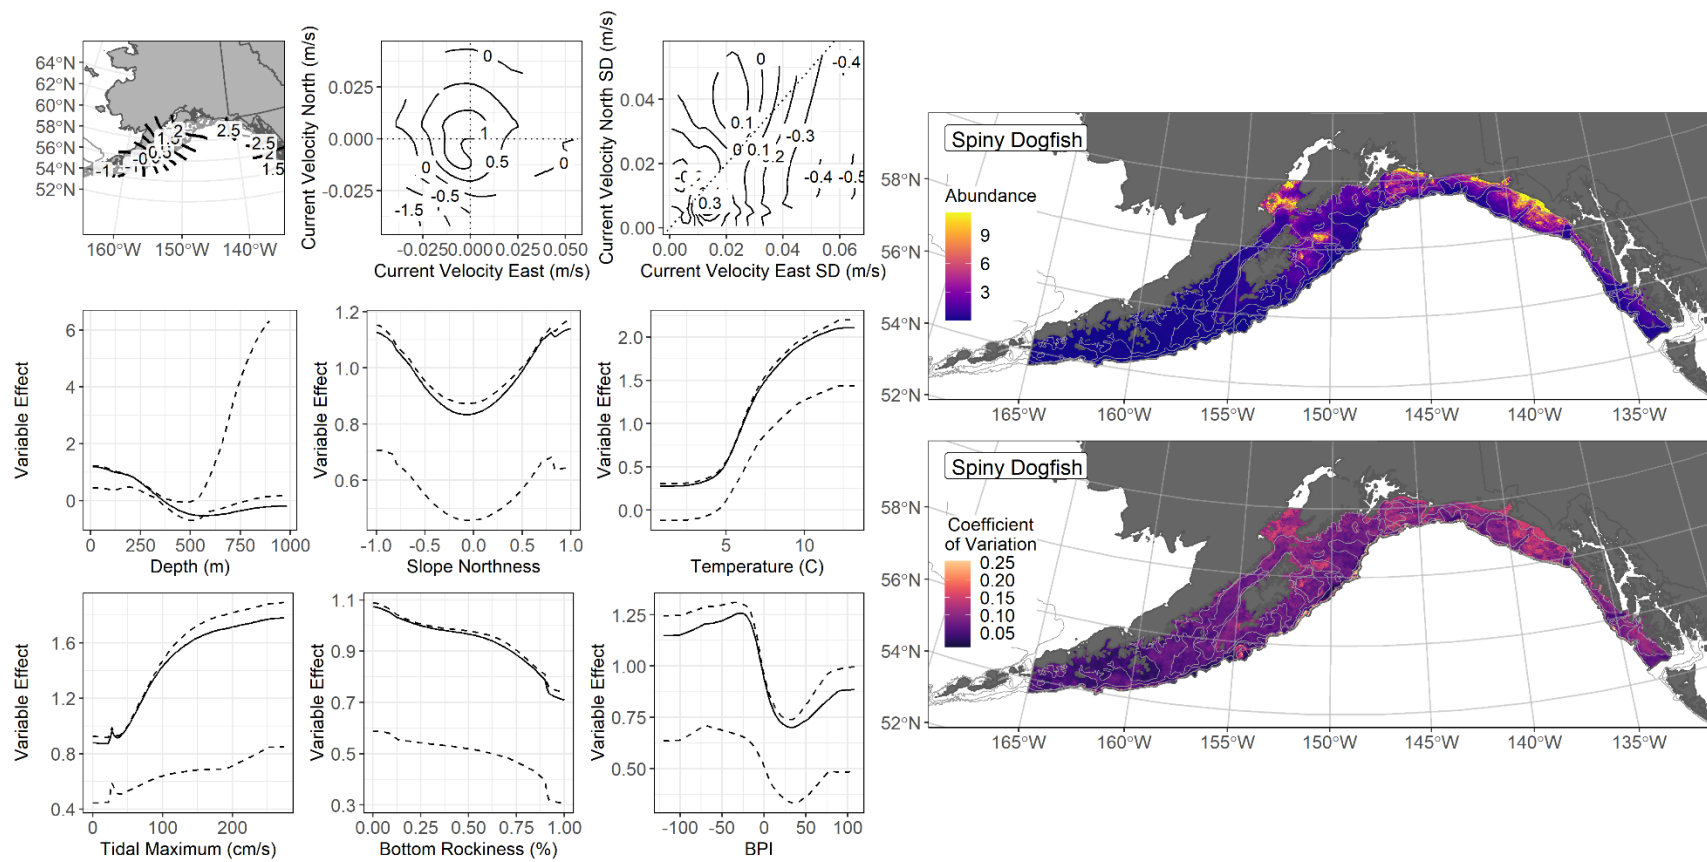 64°N
62°N
60°N
58°N
56°N
54°N
52°N
160°W 150°W 140°W
2 2.5 -2.5 2 1.5
Current Velocity North (m/s)
0.025
0.000
-0.025
0 1 0.5 0 0 -0.5 -1.5
-0.025 0.000 0.025 0.050
Current Velocity East (m/s)
Current Velocity North SD (m/s)
0.04
0.02
0.00
0 -0.4 0.1 -0.3 0.1 -0.4 0.3
0.00 0.02 0.04 0.06
Current Velocity East SD (m/s)
Variable Effect
6
4
2
0
0 250 500 750 1000
Depth (m)
Variable Effect
1.2
1.0
0.8
0.6
-1.0 -0.5 0.0 0.5 1.0
Slope Northness
Variable Effect
2.0
1.5
1.0
0.5
0.0
5 10
Temperature (C)
Variable Effect
1.6
1.2
0.8
0.4
0 100 200
Tidal Maximum (cm/s)
Variable Effect
1.1
0.9
0.7
0.5
0.3
0.00 0.25 0.50 0.75 1.00
Bottom Rockiness (%)
Variable Effect
1.25
1.00
0.75
0.50
-100 -50 0 50 100
BPI
Spiny Dogfish
Abundance
9
6
3
58°N
56°N
54°N
52°N
165°W 160°W 155°W 150°W 145°W 140°W 135°W
Spiny Dogfish
Coefficient
of Variation
0.25
0.20
0.15
0.10
0.05
58°N
56°N
54°N
52°N
165°W 160°W 155°W 150°W 145°W 140°W 135°W